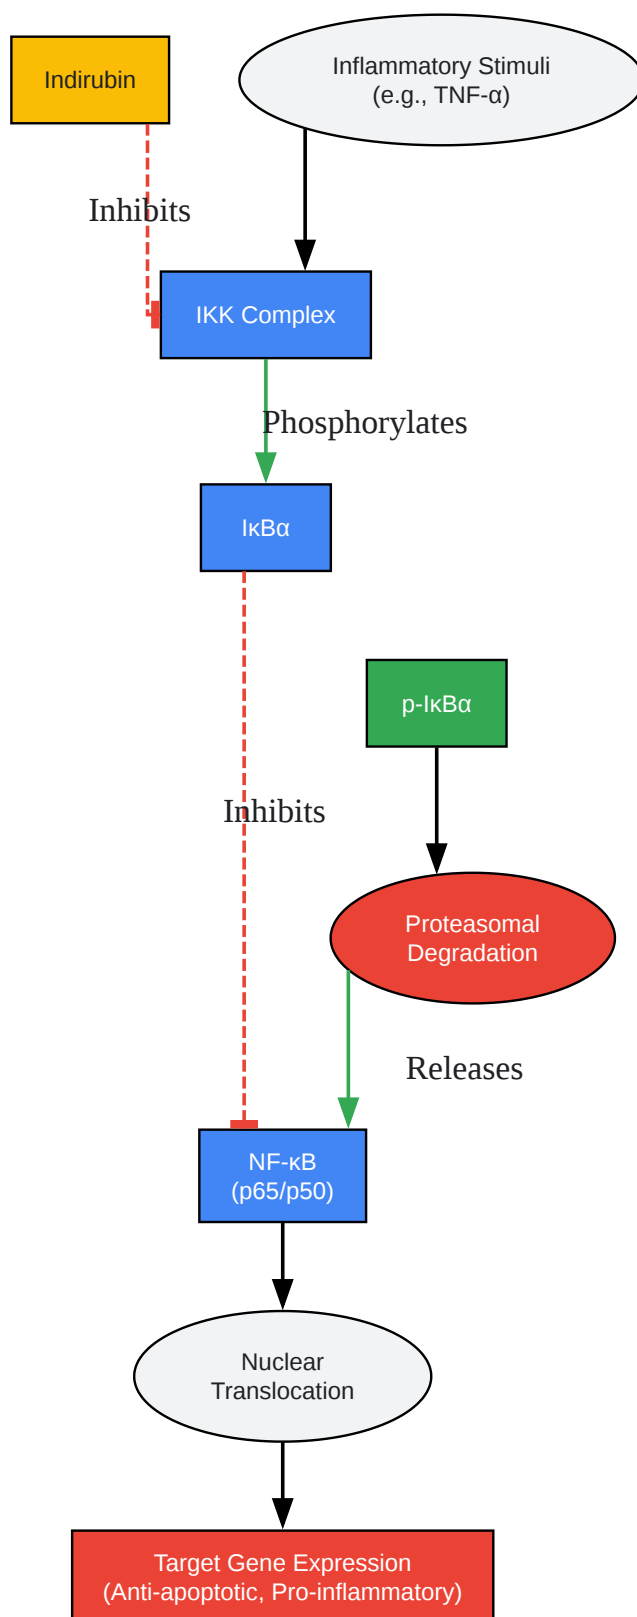 Indirubin
Inflammatory Stimuli
(e.g., TNF-α)
Inhibits
IKK Complex
Phosphorylates
IκBα
p-IκBα
Inhibits
Proteasomal
Degradation
Releases
NF-κB
(p65/p50)
Nuclear
Translocation
Target Gene Expression
(Anti-apoptotic, Pro-inflammatory)